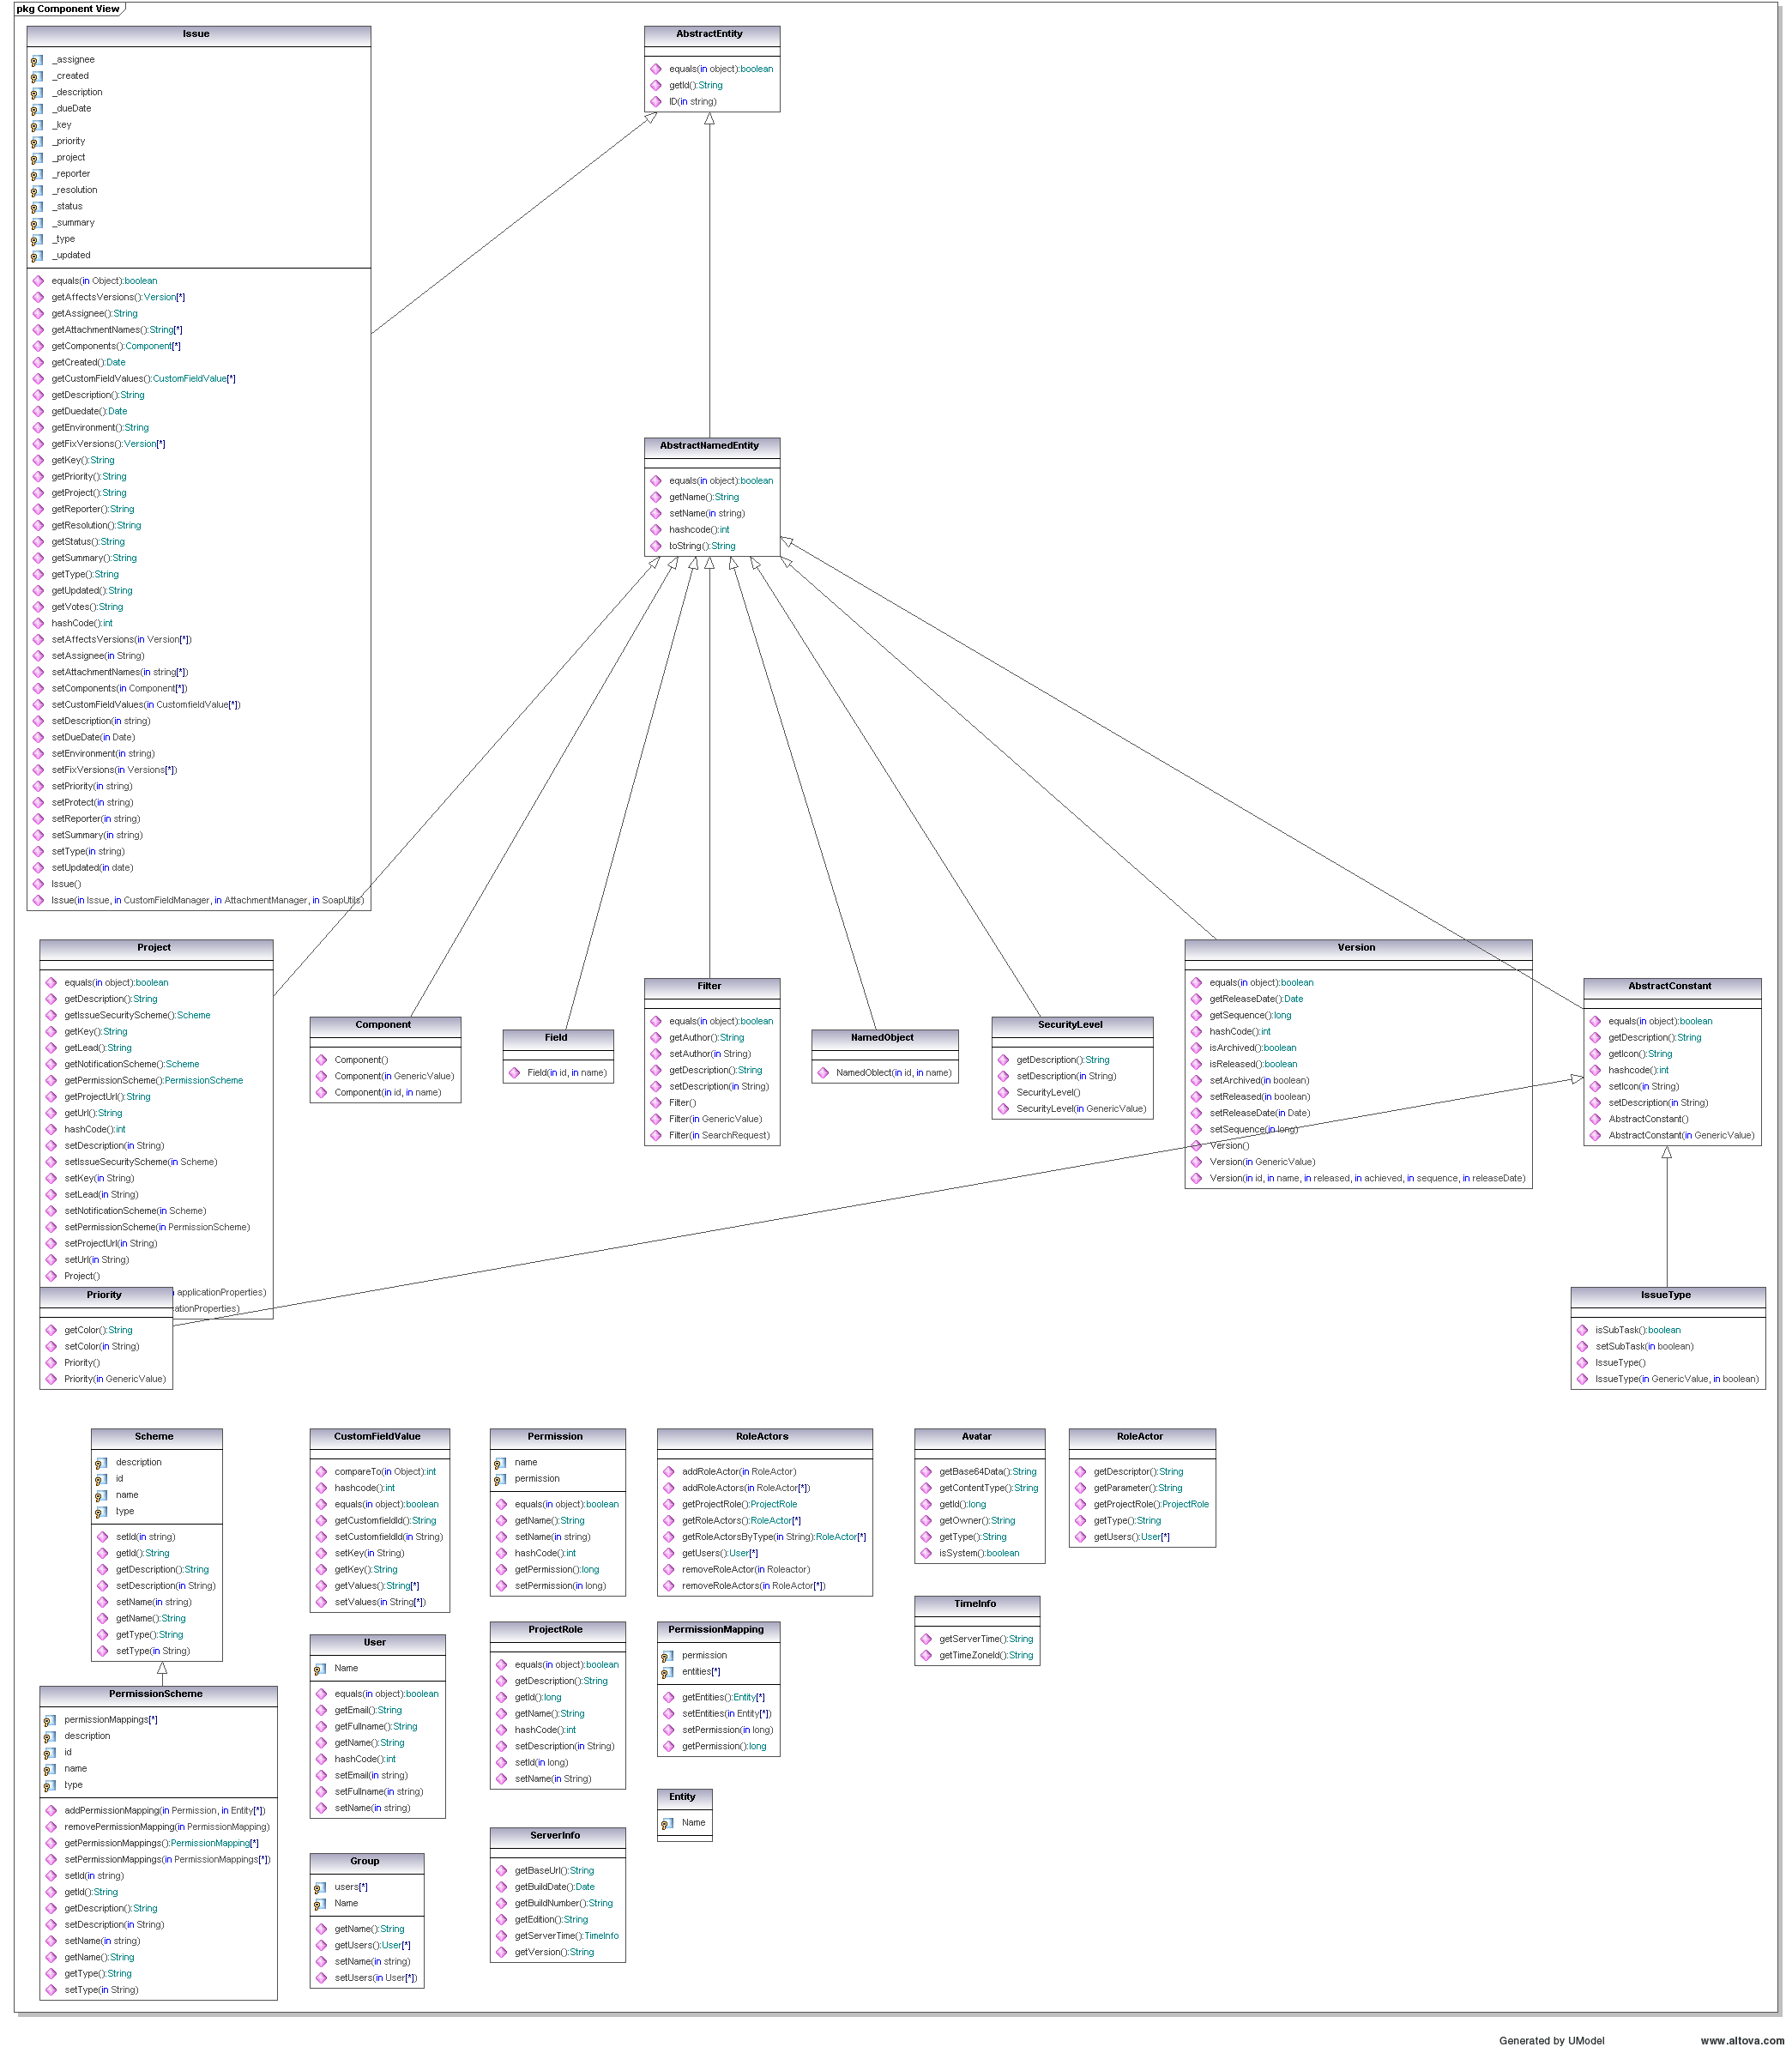 pkg Component View
Issue
_assignee
_created
_description
_dueDate
_key
_priority
_project
_reporter
_resolution
_status
_summary
_type
_updated
equals(in Object):boolean
getAffectsVersions():Version[*]
getAssignee():String
getAttachmentNames():String[*]
getComponents():Component[*]
getCreated():Date
getCustomFieldValues():CustomFieldValue[*]
getDescription():String
getDuedate():Date
getEnvironment():String
getFixVersions():Version[*]
getKey():String
getPriority():String
getProject():String
getReporter():String
getResolution():String
getStatus():String
getSummary():String
getType():String
getUpdated():String
getVotes():String
hashCode():int
setAffectsVersions(in Version[*])
setAssignee(in String)
setAttachmentNames(in string[*])
setComponents(in Component[*])
setCustomFieldValues(in CustomfieldValue[*])
setDescription(in string)
setDueDate(in Date)
setEnvironment(in string)
setFixVersions(in Versions[*])
setPriority(in string)
setProtect(in string)
setReporter(in string)
setSummary(in string)
setType(in string)
setUpdated(in date)
Issue()
Issue(in Issue, in CustomFieldManager, in AttachmentManager, in SoapUtils)
AbstractEntity
equals(in object):boolean
getId():String
ID(in string)
AbstractNamedEntity
equals(in object):boolean
getName():String
setName(in string)
hashcode():int
toString():String
Project
equals(in object):boolean
getDescription():String
getIssueSecurityScheme():Scheme
getKey():String
getLead():String
getNotificationScheme():Scheme
getPermissionScheme():PermissionScheme
getProjectUrl():String
getUrl():String
hashCode():int
setDescription(in String)
setIssueSecurityScheme(in Scheme)
setKey(in String)
setLead(in String)
setNotificationScheme(in Scheme)
setPermissionScheme(in PermissionScheme)
setProjectUrl(in String)
setUrl(in String)
Project()
applicationProperties)
cationProperties)
Priority
getColor():String
setColor(in String)
Priority()
Priority(in GenericValue)
Component
Component()
Component(in GenericValue)
Component(in id, in name)
Field
Field(in id, in name)
Filter
equals(in object):boolean
getAuthor():String
setAuthor(in String)
getDescription():String
setDescription(in String)
Filter()
Filter(in GenericValue)
Filter(in SearchRequest)
NamedObject
NamedOblect(in id, in name)
SecurityLevel
getDescription():String
setDescription(in String)
SecurityLevel()
SecurityLevel(in GenericValue)
Version
equals(in object):boolean
getReleaseDate():Date
getSequence():long
hashCode():int
isArchived():boolean
isReleased():boolean
setArchived(in boolean)
setReleased(in boolean)
setReleaseDate(in Date)
setSequence(in long)
Version()
Version(in GenericValue)
Version(in id, in name, in released, in achieved, in sequence, in releaseDate)
AbstractConstant
equals(in object):boolean
getDescription():String
getIcon():String
hashcode():int
setIcon(in String)
setDescription(in String)
AbstractConstant()
AbstractConstant(in GenericValue)
IssueType
isSubTask():boolean
setSubTask(in boolean)
IssueType()
IssueType(in GenericValue, in boolean)
Scheme
description
id
name
type
setId(in string)
getId():String
getDescription():String
setDescription(in String)
setName(in string)
getName():String
getType():String
setType(in String)
PermissionScheme
permissionMappings[*]
description
id
name
type
addPermissionMapping(in Permission, in Entity[*])
removePermissionMapping(in PermissionMapping)
getPermissionMappings():PermissionMapping[*]
setPermissionMappings(in PermissionMappings[*])
setId(in string)
getId():String
getDescription():String
setDescription(in String)
setName(in string)
getName():String
getType():String
setType(in String)
CustomFieldValue
compareTo(in Object):int
hashcode():int
equals(in object):boolean
getCustomfieldId():String
setCustomfieldId(in String)
setKey(in String)
getKey():String
getValues():String[*]
setValues(in String[*])
User
Name
equals(in object):boolean
getEmail():String
getFullname():String
getName():String
hashCode():int
setEmail(in string)
setFullname(in string)
setName(in string)
Group
users[*]
Name
getName():String
getUsers():User[*]
setName(in string)
setUsers(in User[*])
Permission
name
permission
equals(in object):boolean
getName():String
setName(in string)
hashCode():int
getPermission():long
setPermission(in long)
ProjectRole
equals(in object):boolean
getDescription():String
getId():long
getName():String
hashCode():int
setDescription(in String)
setId(in long)
setName(in String)
ServerInfo
getBaseUrl():String
getBuildDate():Date
getBuildNumber():String
getEdition():String
getServerTime():TimeInfo
getVersion():String
RoleActors
addRoleActor(in RoleActor)
addRoleActors(in RoleActor[*])
getProjectRole():ProjectRole
getRoleActors():RoleActor[*]
getRoleActorsByType(in String):RoleActor[*]
getUsers():User[*]
removeRoleActor(in Roleactor)
removeRoleActors(in RoleActor[*])
PermissionMapping
permission
entities[*]
getEntities():Entity[*]
setEntities(in Entity[*])
setPermission(in long)
getPermission():long
Entity
Name
Avatar
getBase64Data():String
getContentType():String
getId():long
getOwner():String
getType():String
isSystem():boolean
TimeInfo
getServerTime():String
getTimeZoneId():String
RoleActor
getDescriptor():String
getParameter():String
getProjectRole():ProjectRole
getType():String
getUsers():User[*]
Generated by UModel
www.altova.com